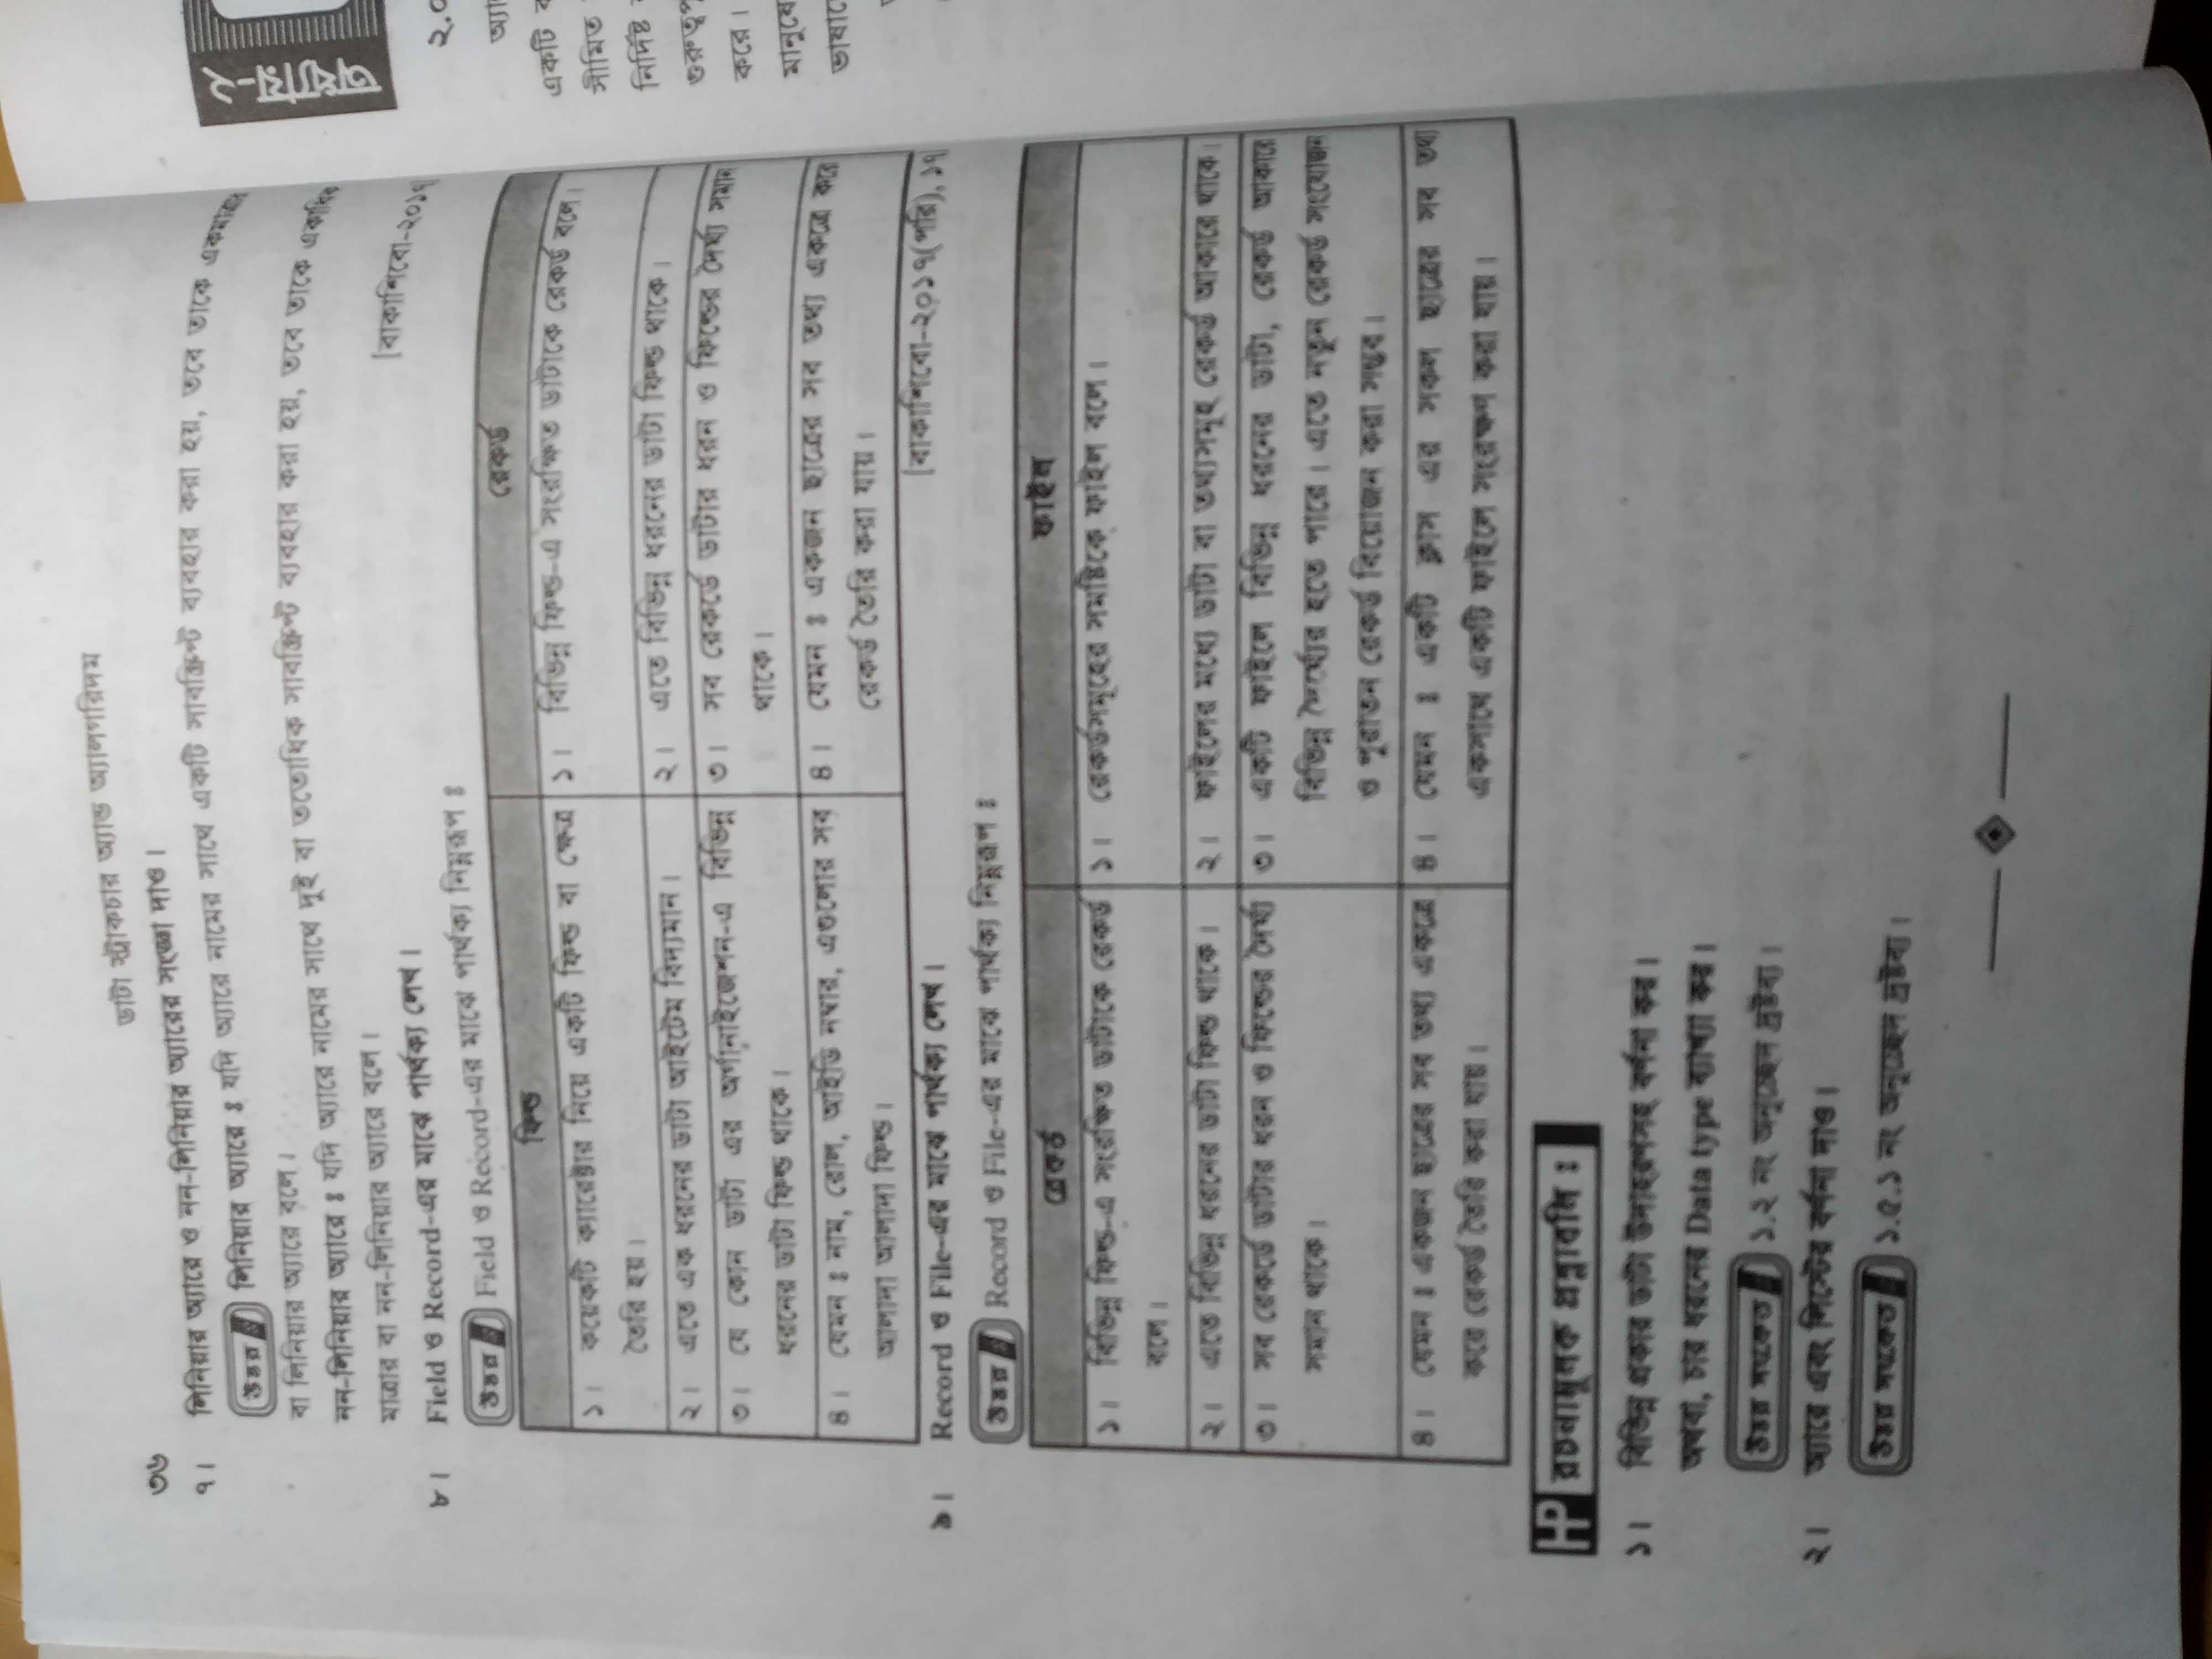 ৩৬
ডাটা স্ট্রাকচার অ্যান্ড অ্যালগরিদম
৭। লিনিয়ার অ্যারে ও নন-লিনিয়ার অ্যারের সংজ্ঞা দাও।
উত্তর লিনিয়ার অ্যারে ঃ যদি অ্যারে নামের সাথে একটি সাবস্ক্রিপ্ট ব্যবহার করা হয়, তবে তাকে একমাত্রার
বা লিনিয়ার অ্যারে বলে।
নন-লিনিয়ার অ্যারে ঃ যদি অ্যারে নামের সাথে দুই বা ততোধিক সাবস্ক্রিপ্ট ব্যবহার করা হয়, তবে তাকে একাধিক
মাত্রার বা নন-লিনিয়ার অ্যারে বলে।
৮। Field ও Record-এর মাঝে পার্থক্য লেখ। [বাকাশিবো-২০১৭]
উত্তর Field ও Record-এর মাঝে পার্থক্য নিম্নরূপ ঃ
ফিল্ড
রেকর্ড
১। কয়েকটি ক্যারেক্টার নিয়ে একটি ফিল্ড বা ক্ষেত্র
তৈরি হয়।
১। বিভিন্ন ফিল্ড-এ সংরক্ষিত ডাটাকে রেকর্ড বলে।
২। এতে এক ধরনের ডাটা আইটেম বিদ্যমান।
২। এতে বিভিন্ন ধরনের ডাটা ফিল্ড থাকে।
৩। যে কোন ডাটা এর অর্গানাইজেশন-এ বিভিন্ন
ধরনের ডাটা ফিল্ড থাকে।
৩। সব রেকর্ডে ডাটার ধরন ও ফিল্ডের দৈর্ঘ্য সমান
থাকে।
৪। যেমন ঃ নাম, রোল, আইডি নম্বার, এগুলোর সব
আলাদা আলাদা ফিল্ড।
৪। যেমন ঃ একজন ছাত্রের সব তথ্য একত্রে করে
রেকর্ড তৈরি করা যায়।
৯। Record ও File-এর মাঝে পার্থক্য লেখ। [বাকাশিবো-২০১৭(পরি), ১৭
উত্তর Record ও File-এর মাঝে পার্থক্য নিম্নরূপ ঃ
রেকর্ড
ফাইল
১। বিভিন্ন ফিল্ড-এ সংরক্ষিত ডাটাকে রেকর্ড
বলে।
১। রেকর্ডসমূহের সমষ্টিকে ফাইল বলে।
২। এতে বিভিন্ন ধরনের ডাটা ফিল্ড থাকে।
২। ফাইলের মধ্যে ডাটা বা তথ্যসমূহ রেকর্ড আকারে থাকে।
৩। সব রেকর্ডে ডাটার ধরন ও ফিল্ডের দৈর্ঘ্য
সমান থাকে।
৩। একটি ফাইলে বিভিন্ন ধরনের ডাটা, রেকর্ড আকারে
বিভিন্ন দৈর্ঘ্যের হতে পারে। এতে নতুন রেকর্ড সংযোজন
ও পুরাতন রেকর্ড বিয়োজন করা সম্ভব।
৪। যেমন ঃ একজন ছাত্রের সব তথ্য একত্রে
করে রেকর্ড তৈরি করা যায়।
৪। যেমন ঃ একটি ক্লাস এর সকল ছাত্রের সব তথ্য
একসাথে একটি ফাইলে সংরক্ষণ করা যায়।
HP রচনামূলক প্রশ্নাবলি ঃ
১। বিভিন্ন প্রকার ডাটা উদাহরণসহ বর্ণনা কর।
অথবা, চার ধরনের Data type ব্যাখ্যা কর।
উত্তর সংকেত ১.২ নং অনুচ্ছেদ দ্রষ্টব্য।
২। অ্যারে এবং লিস্টের বর্ণনা দাও।
উত্তর সংকেত ১.৫.১ নং অনুচ্ছেদ দ্রষ্টব্য।
২.০
একটি
সীমিত
নির্দিষ্ট
করে।